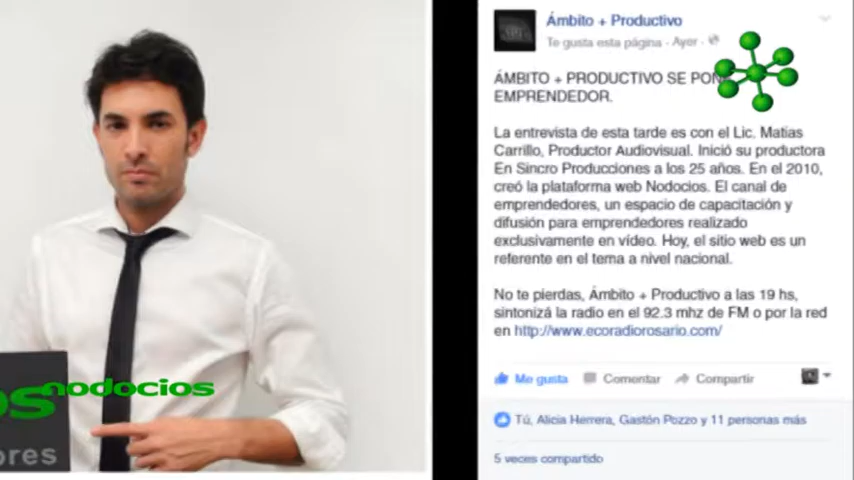 Ámbito + Productivo
Te gusta esta página · Ayer ·
ÁMBITO + PRODUCTIVO SE PON
EMPRENDEDOR.
La entrevista de esta tarde es con el Lic. Matias
Carrillo, Productor Audiovisual. Inició su productora
En Sincro Producciones a los 25 años. En el 2010,
creó la plataforma web Nodocios. El canal de
emprendedores, un espacio de capacitación y
difusión para emprendedores realizado
exclusivamente en vídeo. Hoy, el sitio web es un
referente en el tema a nivel nacional.
No te pierdas, Ámbito + Productivo a las 19 hs,
sintonizá la radio en el 92.3 mhz de FM o por la red
en http://www.ecoradiorosario.com/
Me gusta Comentar Compartir
Tú, Alicia Herrera, Gastón Pozzo y 11 personas más
5 veces compartido
nodocios
os
ores